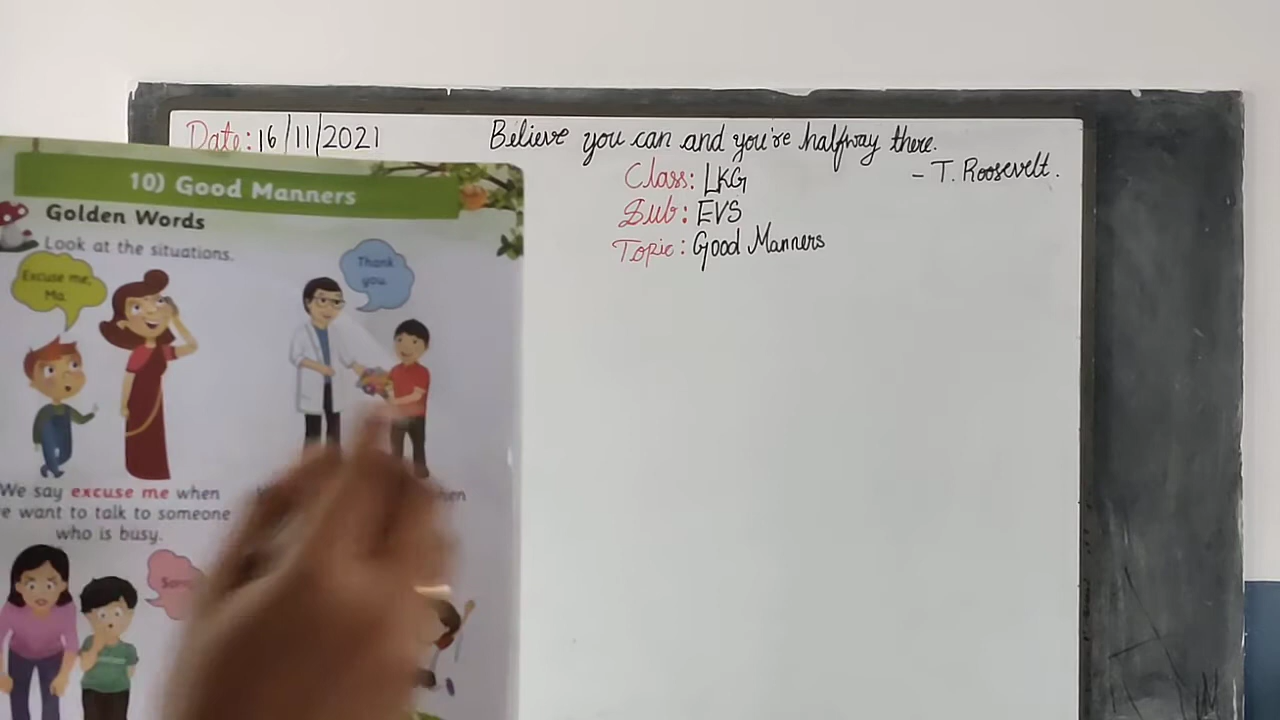 Date: 16/11/2021
Believe you can and you're halfway there.
- T. Roosevelt.
Class: LKG
Sub: EVS
Topic: Good Manners
10) Good Manners
Golden Words
Look at the situations.
Excuse me,
Ma.
Thank
you.
We say excuse me when
we want to talk to someone
who is busy.